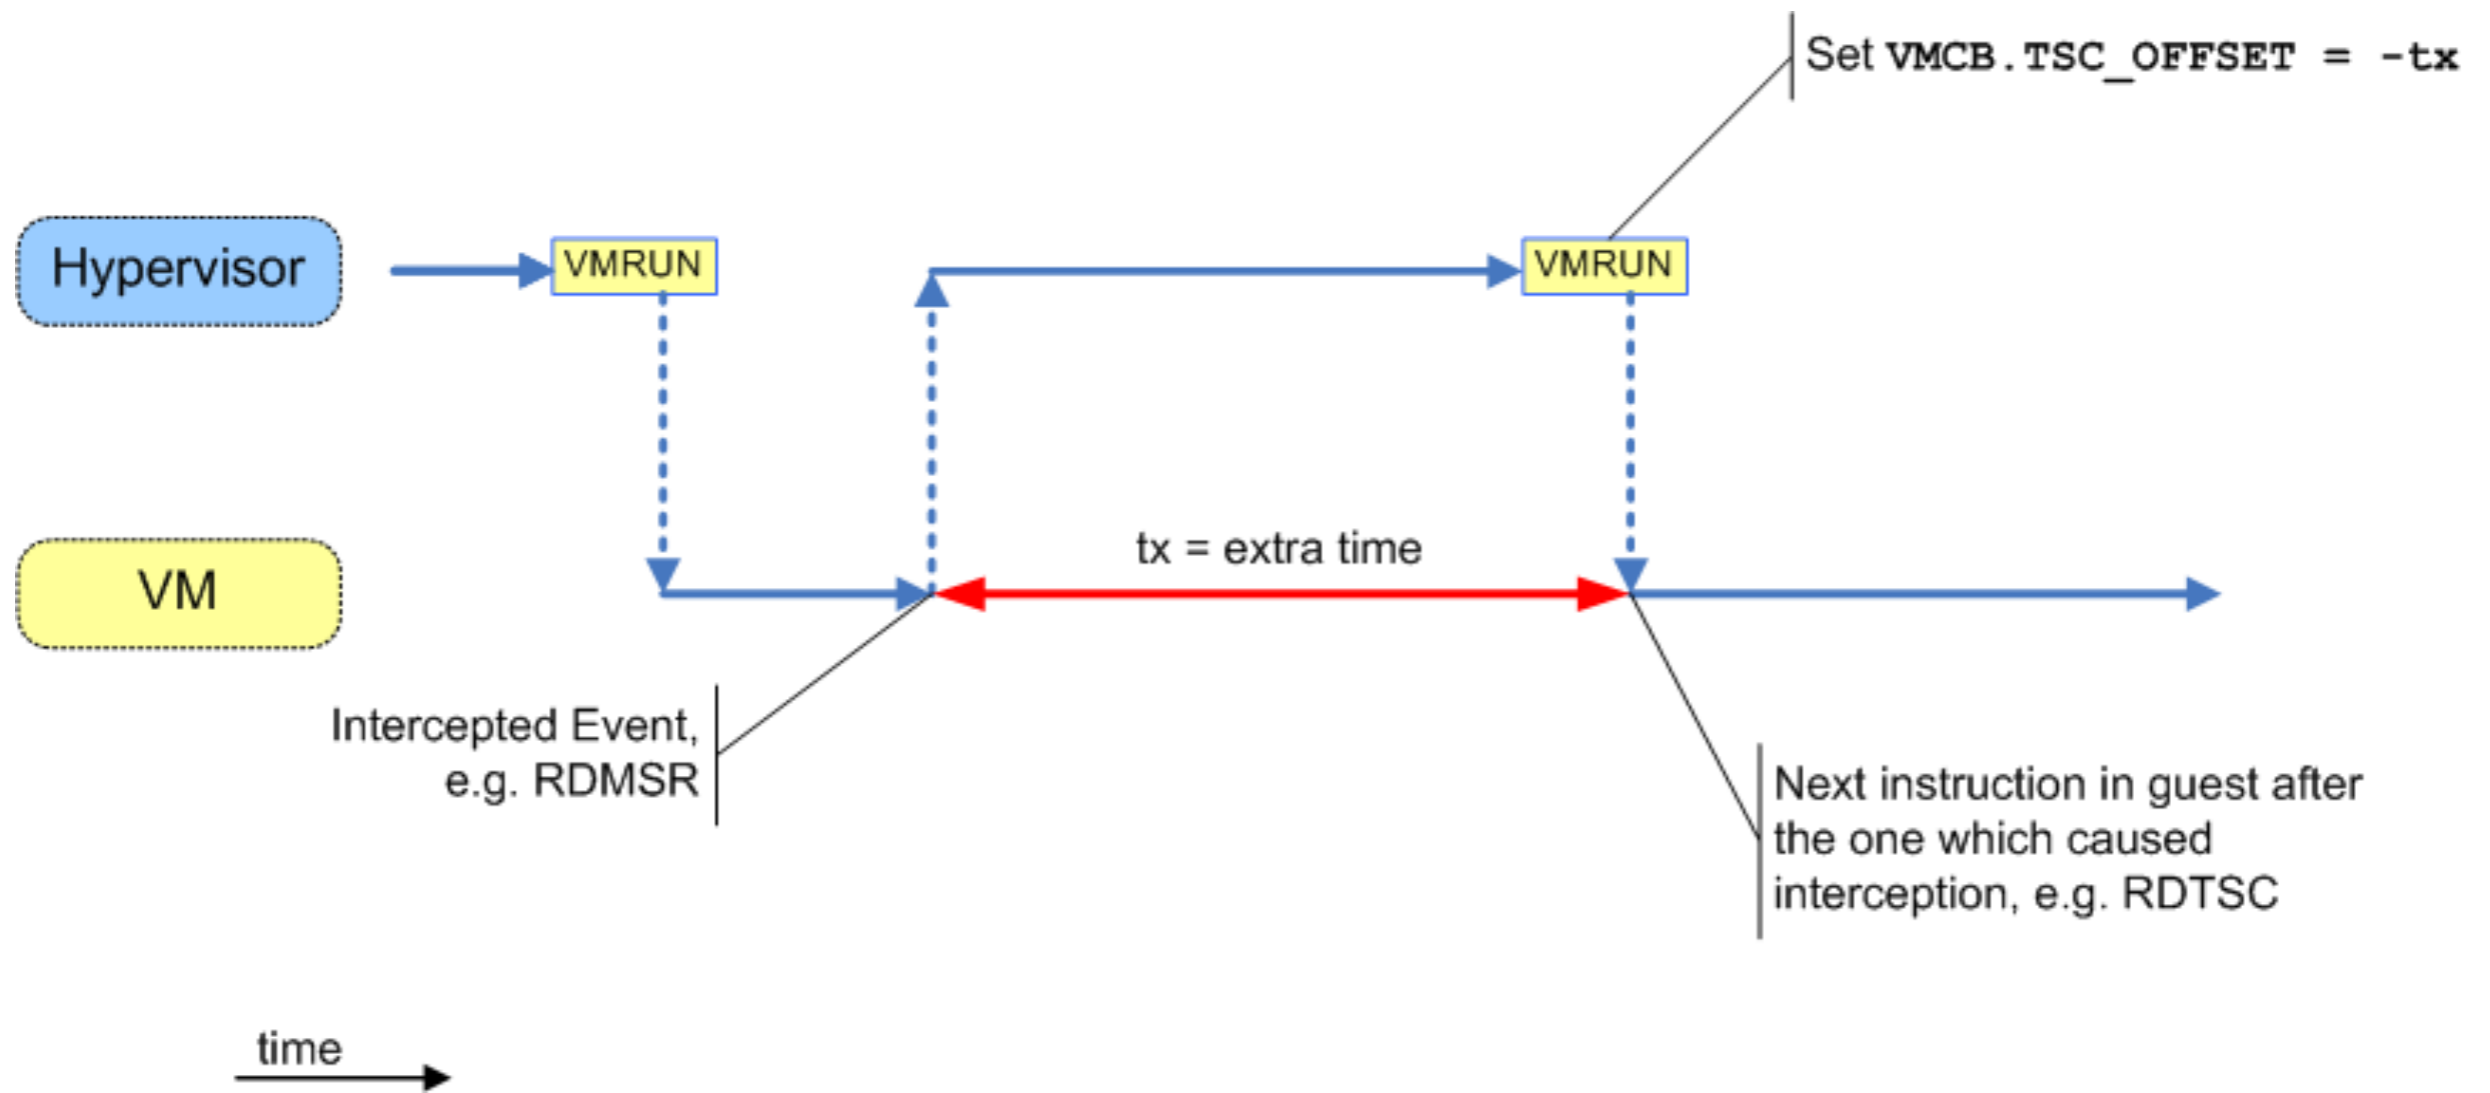 Set VMCB.TSC_OFFSET = -tx
Hypervisor
VMRUN
VMRUN
tx = extra time
VM
Intercepted Event,
e.g. RDMSR
Next instruction in guest after
the one which caused
interception, e.g. RDTSC
time